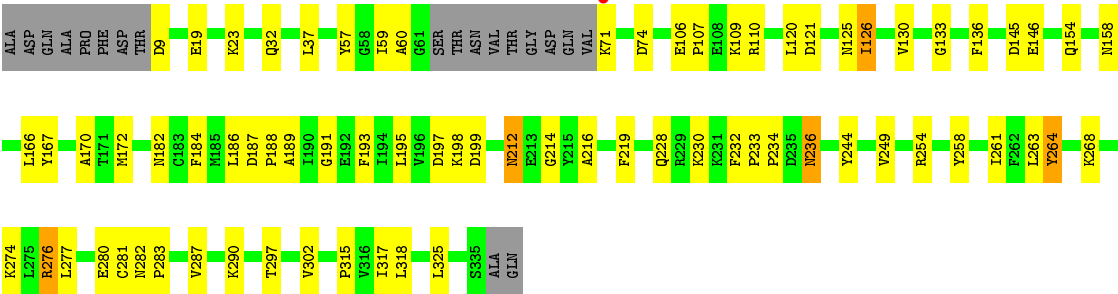 ALA ASP GLN ALA PRO PHE ASP THR D9 E19 K23 Q32 L37 Y57 G58 I59 A60 G61 SER THR ASN VAL THR GLY ASP GLN VAL K71 D74 E106 P107 E108 K109 R110 L120 D121 N125 I126 V130 G133 F136 D145 E146 Q154 N158
L166 Y167 A170 T171 M172 N182 C183 F184 M185 L186 D187 P188 A189 I190 G191 E192 F193 I194 L195 V196 D197 K198 D199 N212 E213 G214 Y215 A216 F219 Q228 R229 K230 K231 P232 P233 P234 D235 N236 Y244 V249 R254 Y258 I261 F262 L263 Y264 K268
K274 L275 R276 L277 E280 C281 N282 P283 V287 K290 T297 V302 P315 V316 I317 L318 L325 S335 ALA GLN